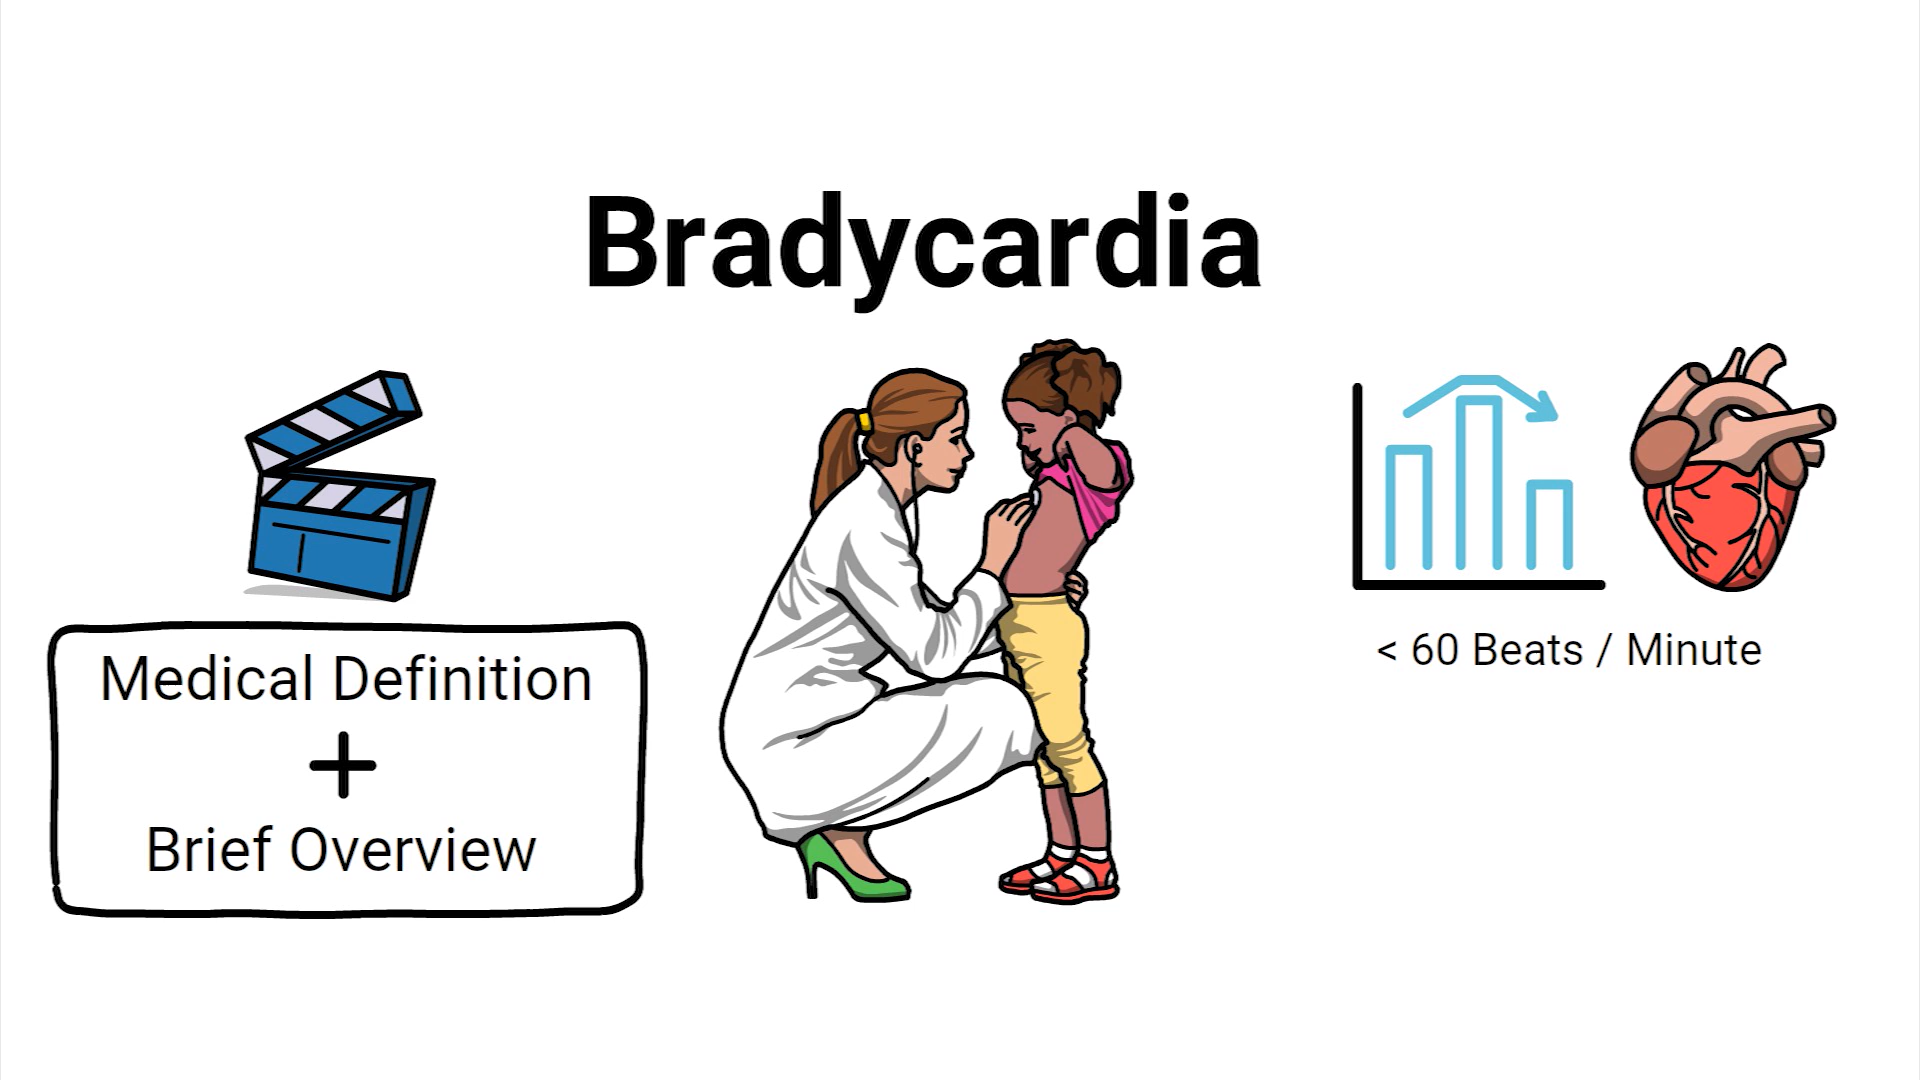 Bradycardia
Medical Definition
+
Brief Overview
< 60 Beats / Minute